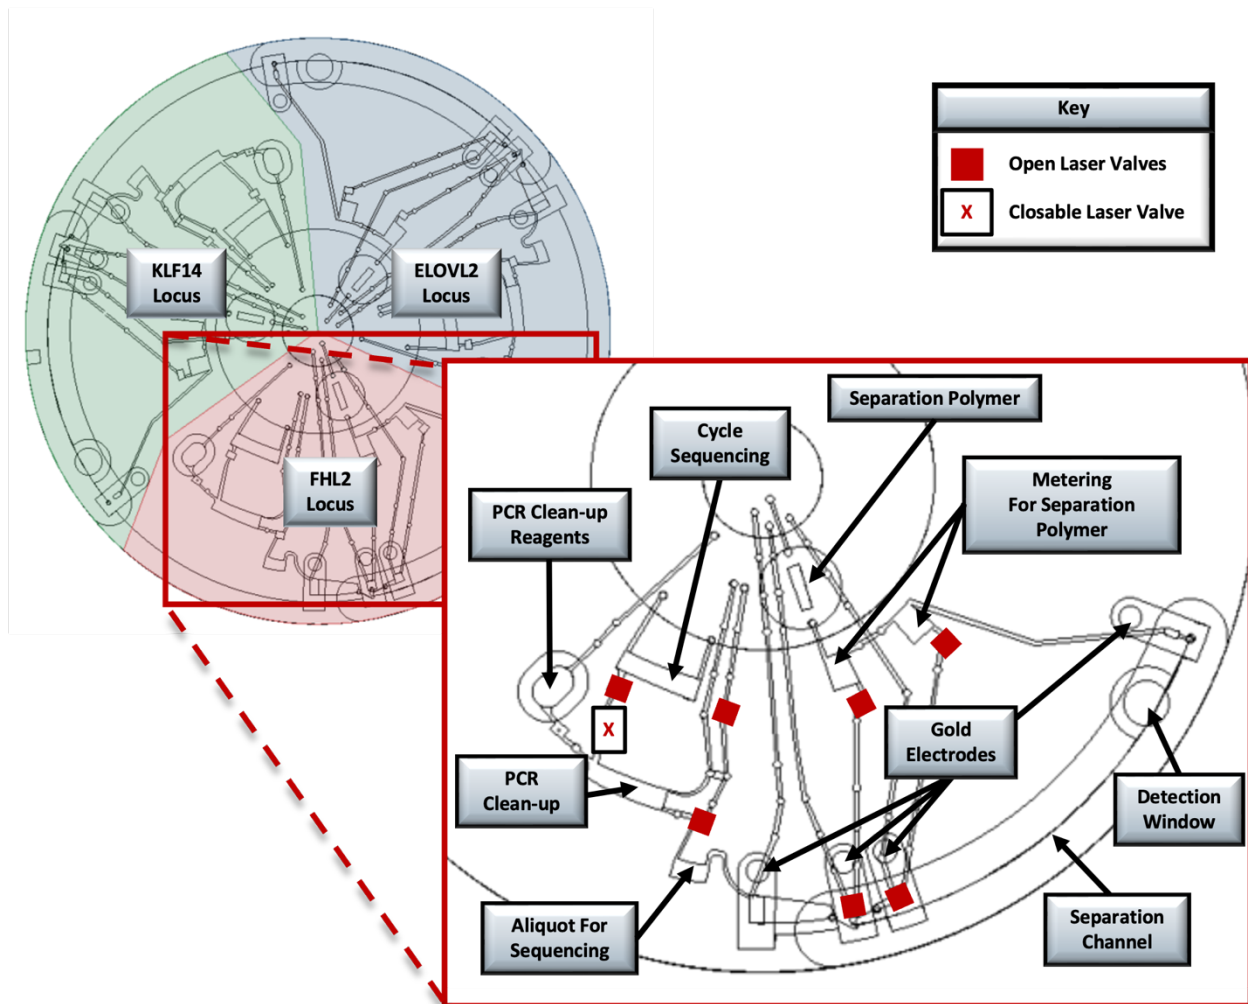 Key
Open Laser Valves
X
Closable Laser Valve
KLF14
Locus
ELOVL2
Locus
FHL2
Locus
Separation Polymer
Cycle
Sequencing
Metering
For Separation
Polymer
PCR Clean-up
Reagents
X
Gold
Electrodes
PCR
Clean-up
Detection
Window
Aliquot For
Sequencing
Separation
Channel